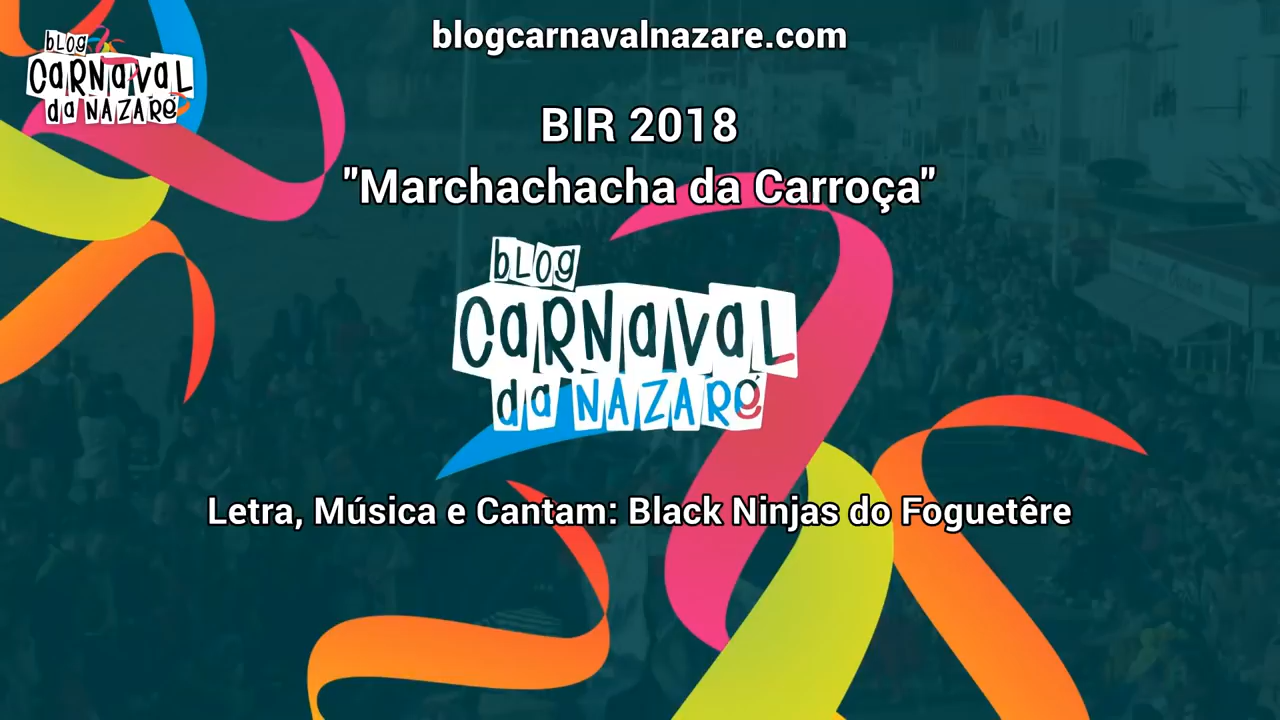 blogcarnavalnazare.com
BLOG
CARNAVAL
da NAZARÉ
BIR 2018
"Marchachacha da Carroça"
BLOG
CARNAVAL
da NAZARÉ
Letra, Música e Cantam: Black Ninjas do Foguetêre